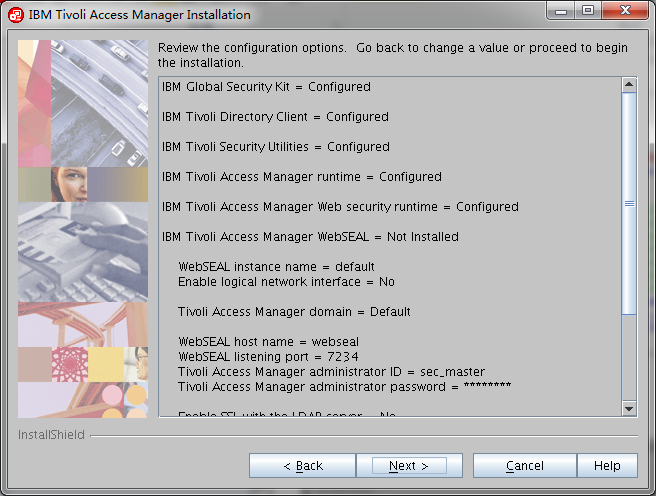 IBM Tivoli Access Manager Installation
Review the configuration options.  Go back to change a value or proceed to begin
the installation.
IBM Global Security Kit = Configured
IBM Tivoli Directory Client = Configured
IBM Tivoli Security Utilities = Configured
IBM Tivoli Access Manager runtime = Configured
IBM Tivoli Access Manager Web security runtime = Configured
IBM Tivoli Access Manager WebSEAL = Not Installed
WebSEAL instance name = default
Enable logical network interface = No
Tivoli Access Manager domain = Default
WebSEAL host name = webseal
WebSEAL listening port = 7234
Tivoli Access Manager administrator ID = sec_master
Tivoli Access Manager administrator password = ********
Enable SSL with the LDAP server = No
InstallShield
< Back
Next >
Cancel
Help